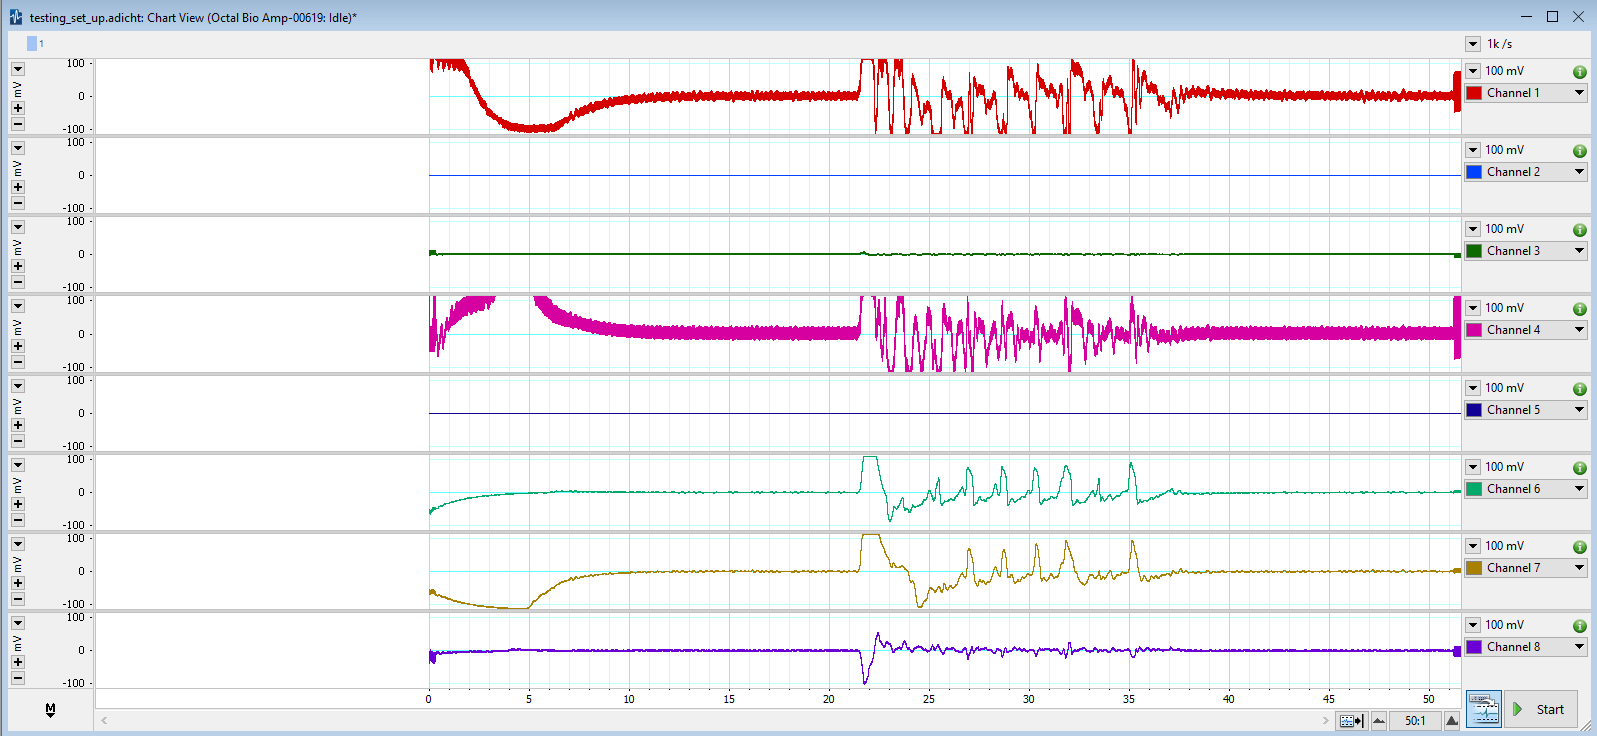 testing_set_up.adicht: Chart View (Octal Bio Amp-00619: Idle)*
1
1k /s
100
mV
0
-100
100 mV
Channel 1
100
mV
0
-100
100 mV
Channel 2
100
mV
0
-100
100 mV
Channel 3
100
mV
0
-100
100 mV
Channel 4
100
mV
0
-100
100 mV
Channel 5
100
mV
0
-100
100 mV
Channel 6
100
mV
0
-100
100 mV
Channel 7
100
mV
0
-100
100 mV
Channel 8
0 5 10 15 20 25 30 35 40 45 50
M
50:1
Start